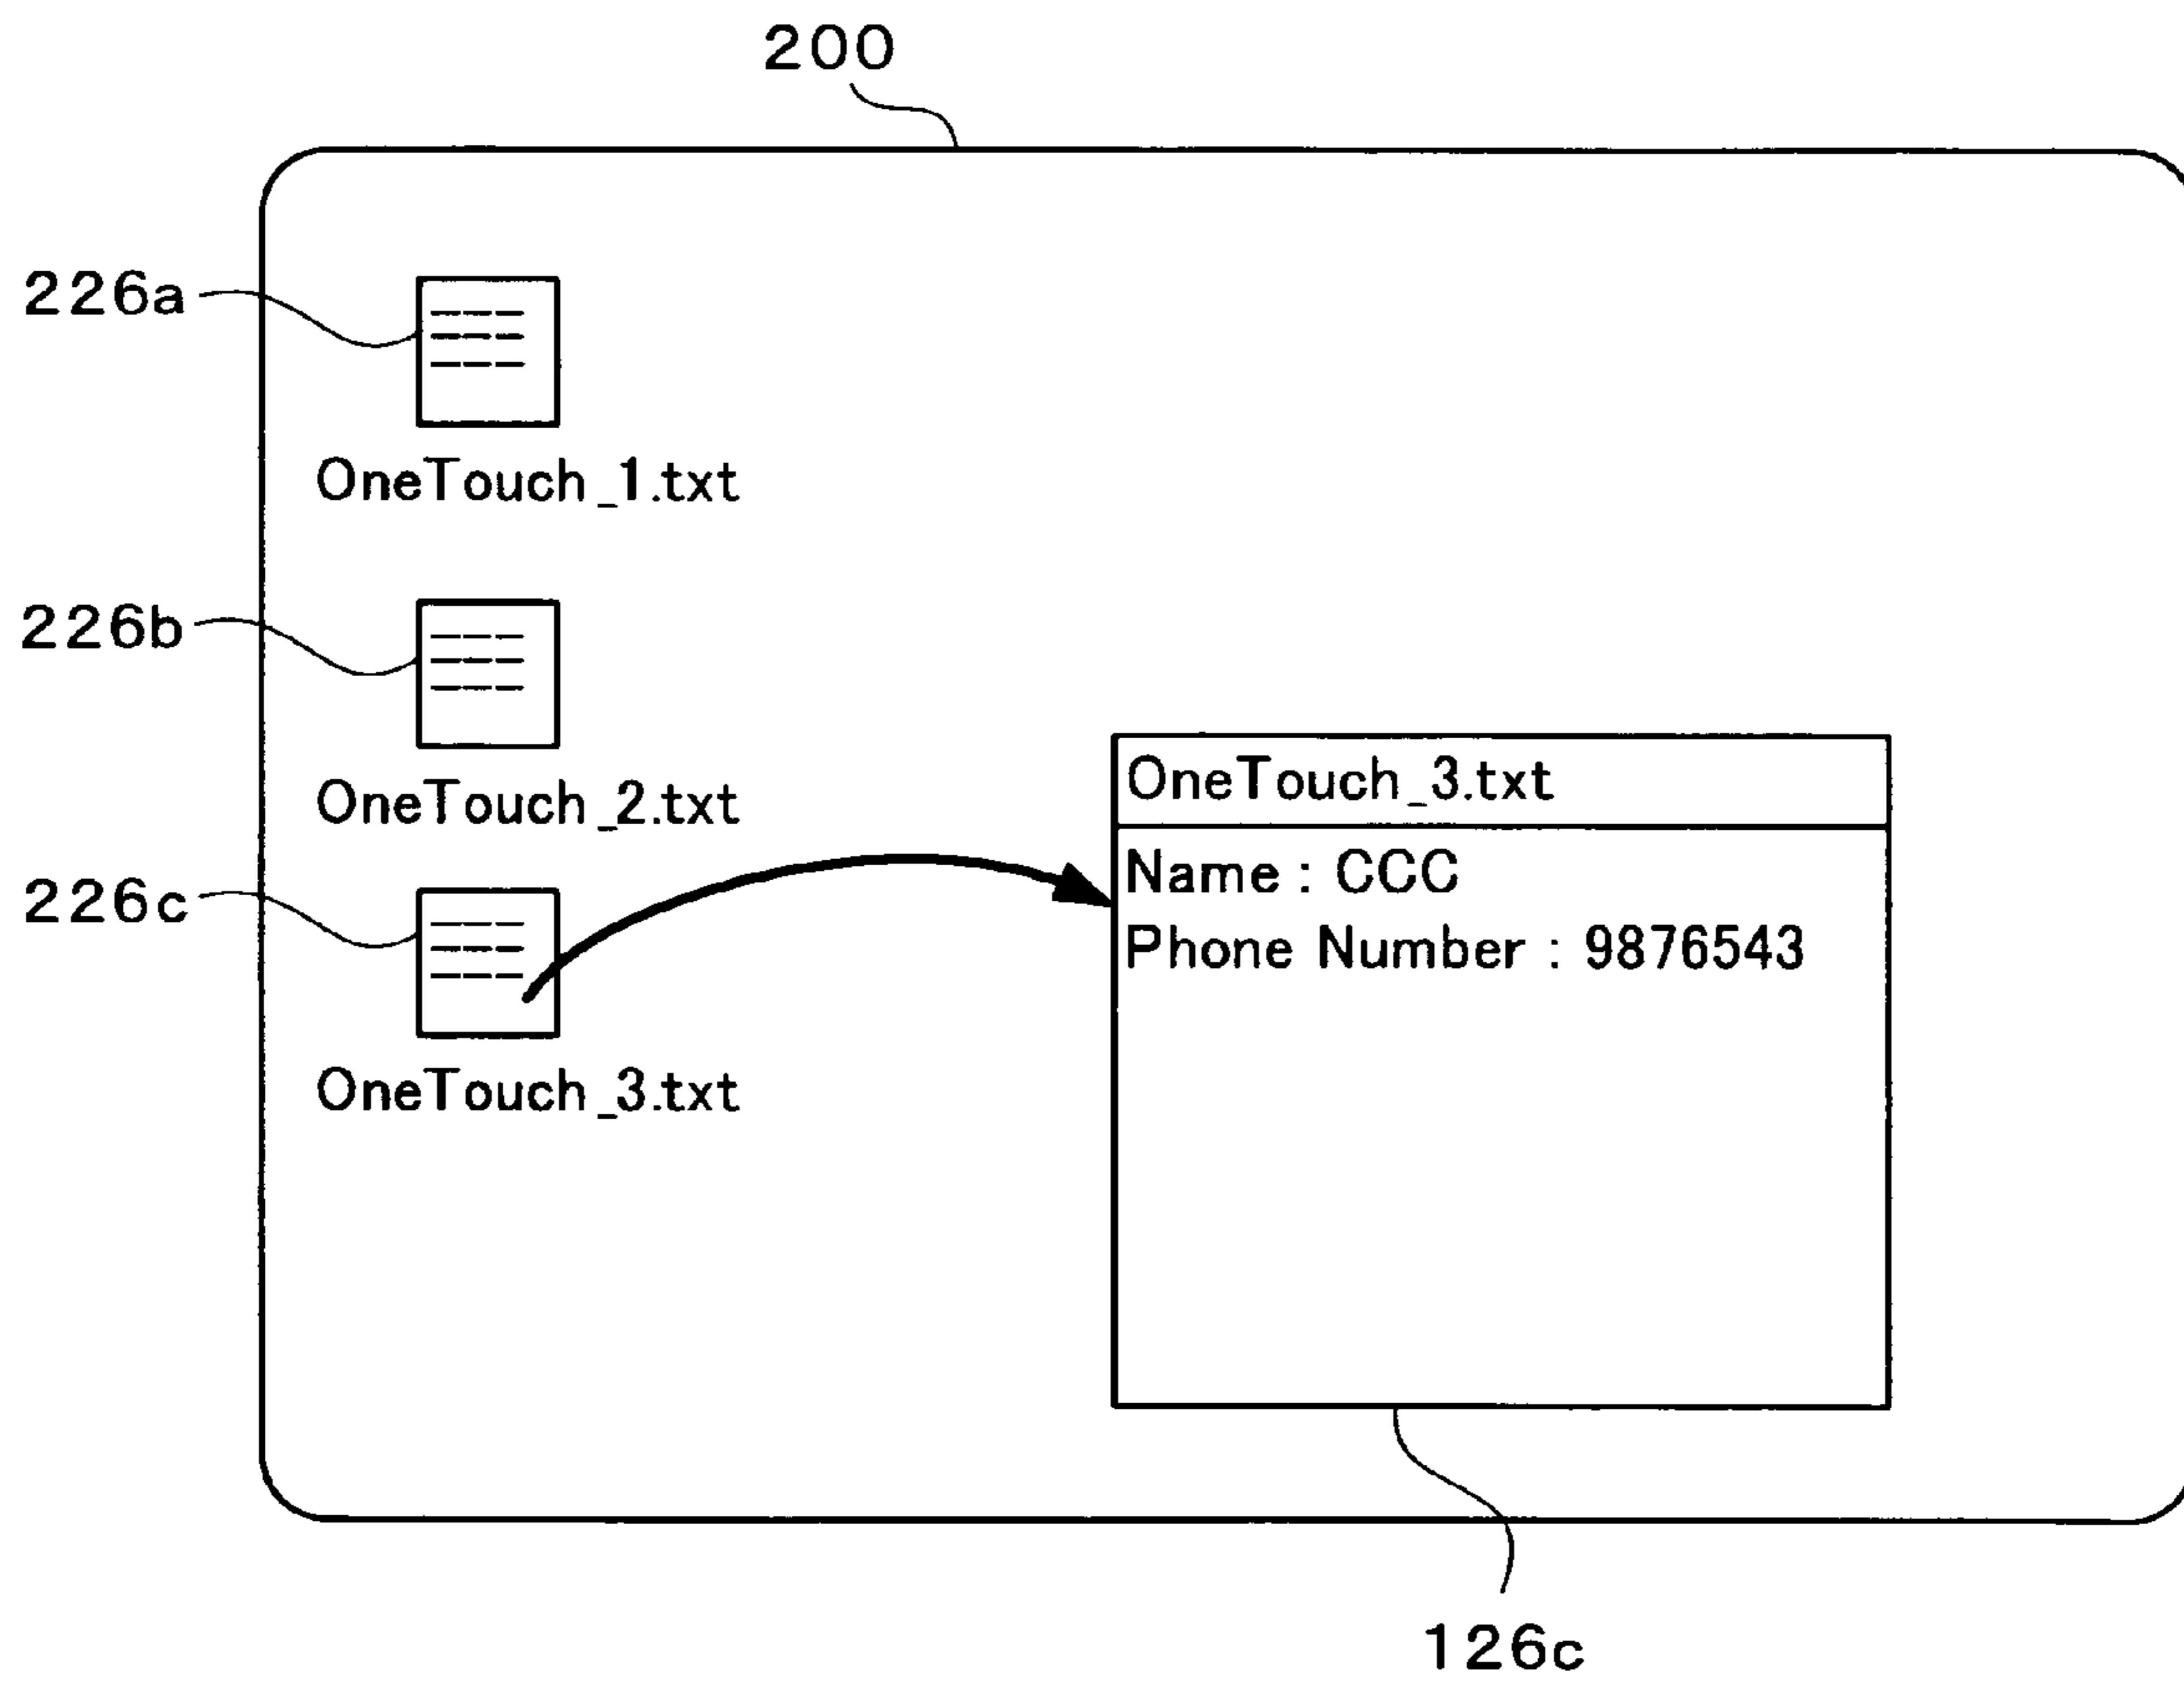 200
226a
OneTouch_1.txt
226b
OneTouch_2.txt
226c
OneTouch_3.txt
OneTouch_3.txt
Name : CCC
Phone Number : 9876543
126c